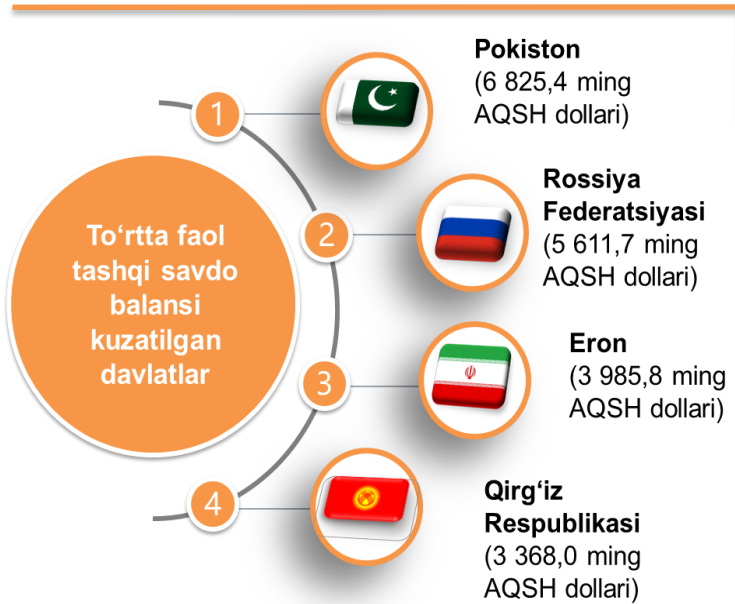 To‘rtta faol
tashqi savdo
balansi
kuzatilgan
davlatlar
1
Pokiston
(6 825,4 ming
AQSH dollari)
2
Rossiya
Federatsiyasi
(5 611,7 ming
AQSH dollari)
3
Eron
(3 985,8 ming
AQSH dollari)
4
Qirg‘iz
Respublikasi
(3 368,0 ming
AQSH dollari)